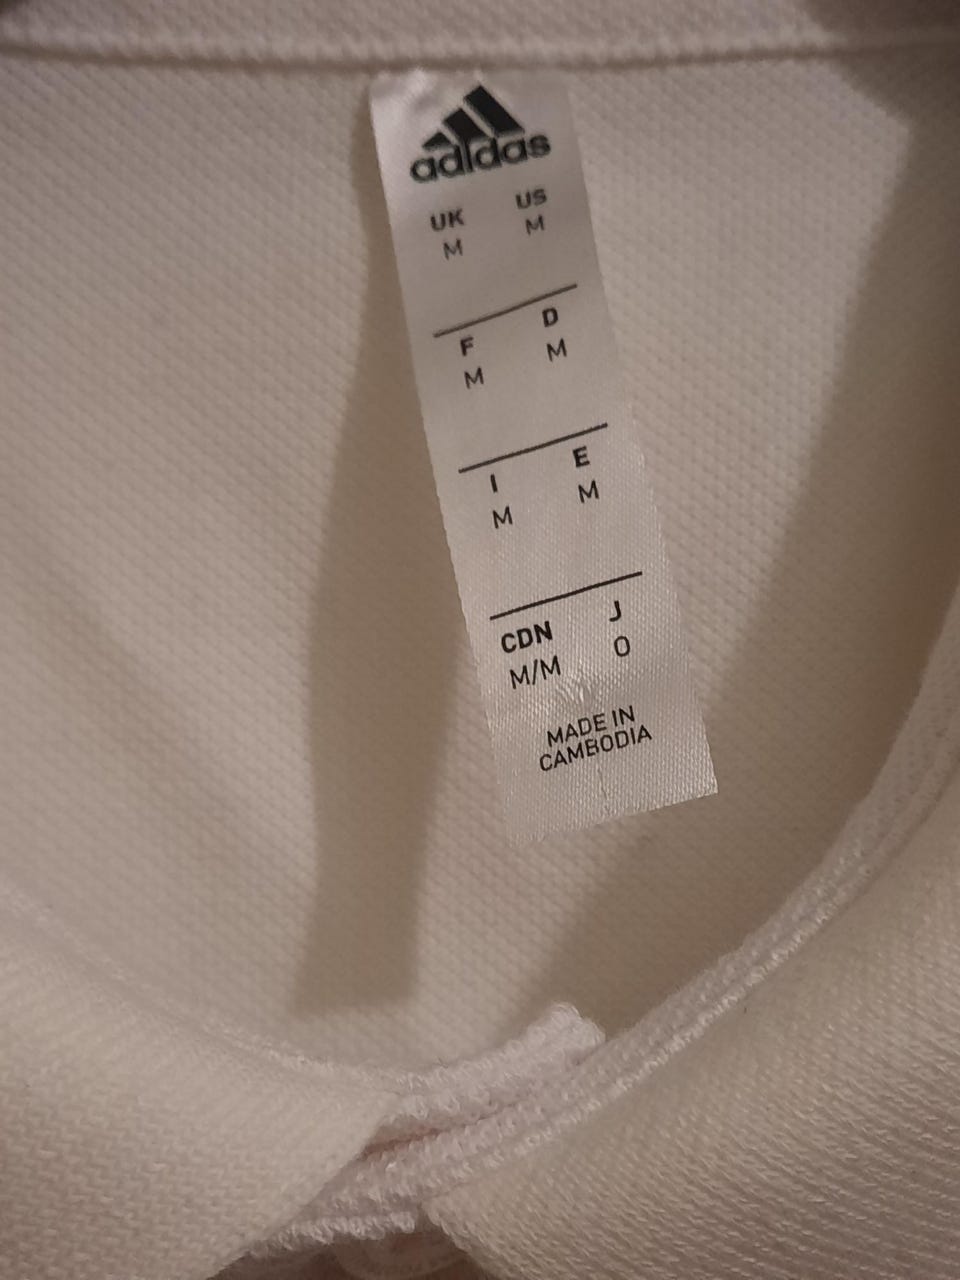 adidas
UK US
M M
F D
M M
I E
M M
CDN J
M/M O
MADE IN
CAMBODIA